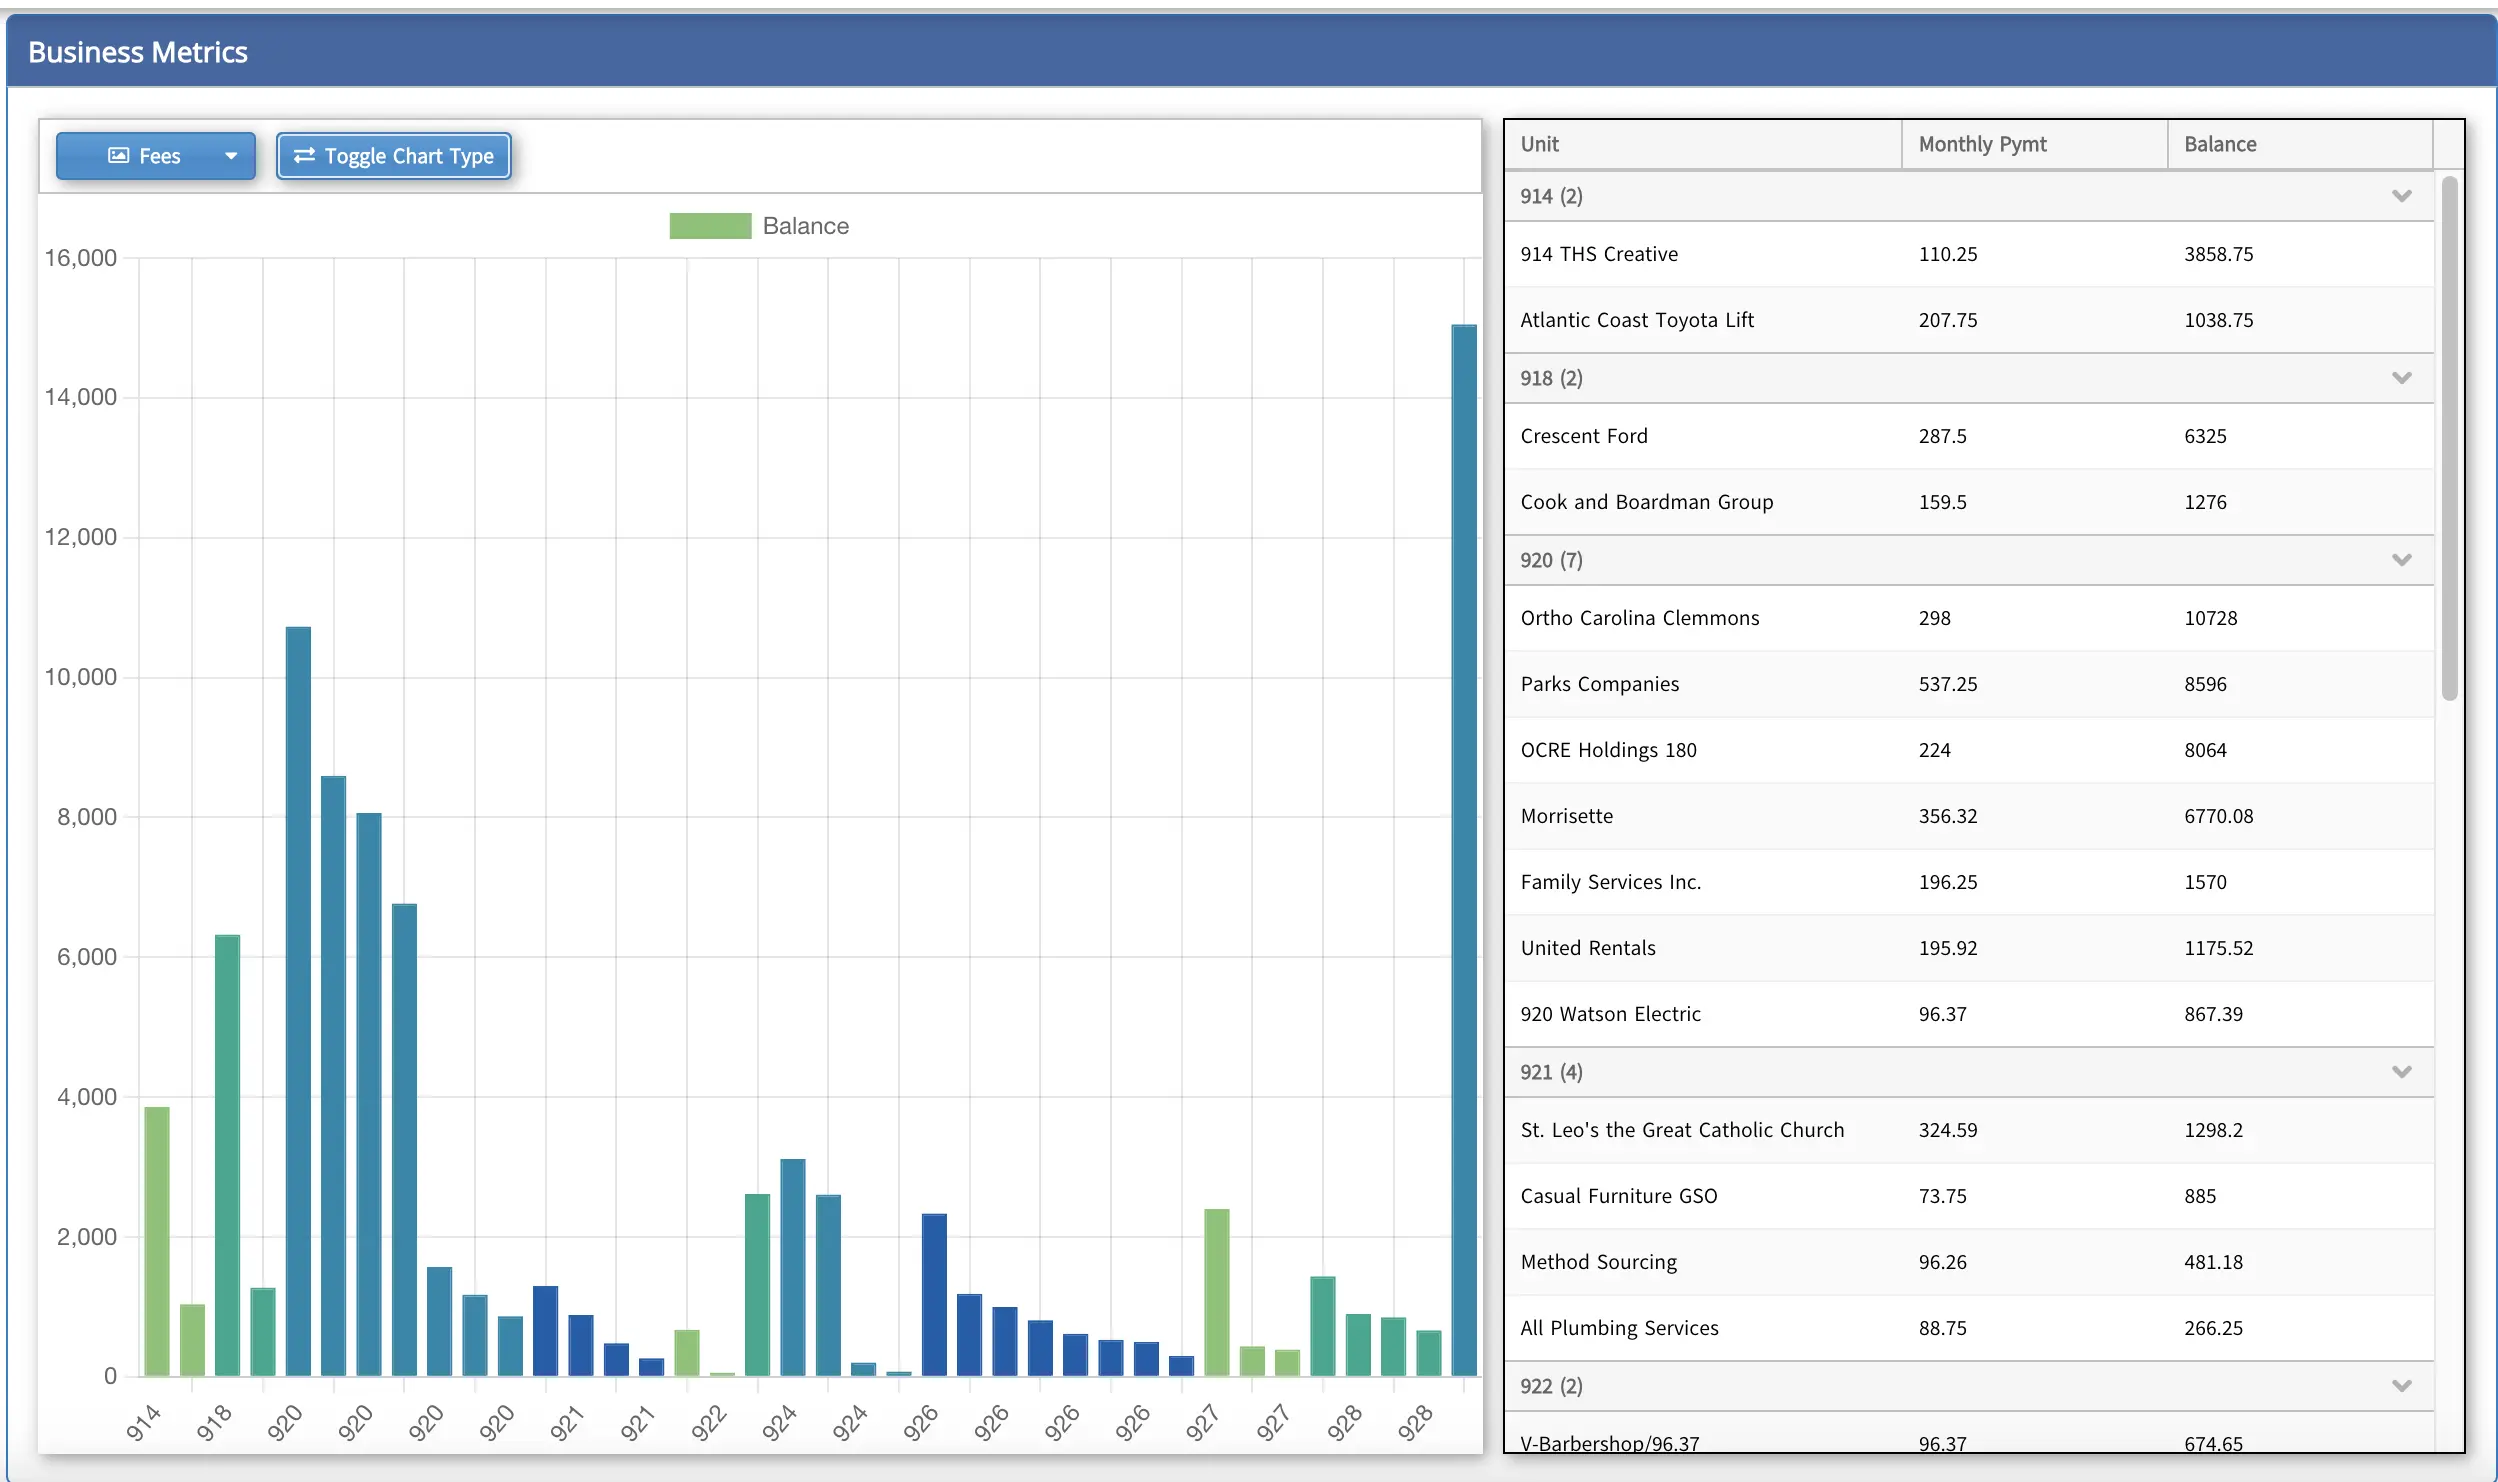 Business Metrics
Fees
Toggle Chart Type
Balance
16,000
14,000
12,000
10,000
8,000
6,000
4,000
2,000
0
914 918 920 920 920 920 921 921 922 924 924 926 926 926 926 927 927 928 928
Unit Monthly Pymt Balance
914 (2)
914 THS Creative 110.25 3858.75
Atlantic Coast Toyota Lift 207.75 1038.75
918 (2)
Crescent Ford 287.5 6325
Cook and Boardman Group 159.5 1276
920 (7)
Ortho Carolina Clemmons 298 10728
Parks Companies 537.25 8596
OCRE Holdings 180 224 8064
Morrisette 356.32 6770.08
Family Services Inc. 196.25 1570
United Rentals 195.92 1175.52
920 Watson Electric 96.37 867.39
921 (4)
St. Leo's the Great Catholic Church 324.59 1298.2
Casual Furniture GSO 73.75 885
Method Sourcing 96.26 481.18
All Plumbing Services 88.75 266.25
922 (2)
V-Barbershop/96.37 96.37 674.65